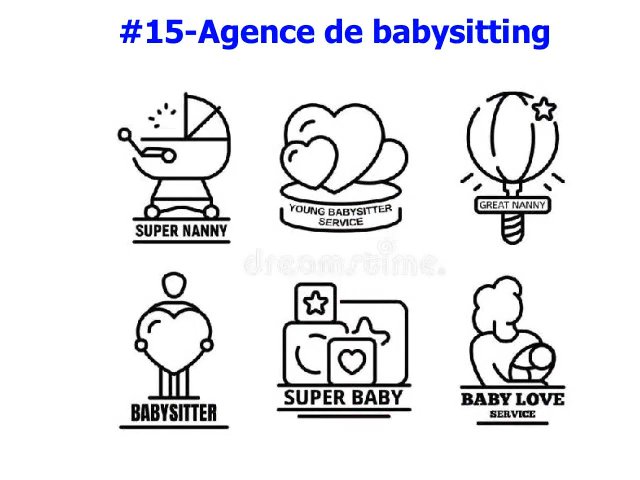 #15-Agence de babysitting
SUPER NANNY
YOUNG BABYSITTER
SERVICE
GREAT NANNY
dreamstime.
BABYSITTER
SUPER BABY
BABY LOVE
SERVICE